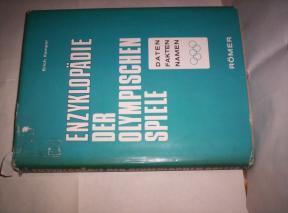 Erich Kamper
ENZYKLOPÄDIE
DER
OLYMPISCHEN
SPIELE
DATEN
FAKTEN
NAMEN
RÖMER